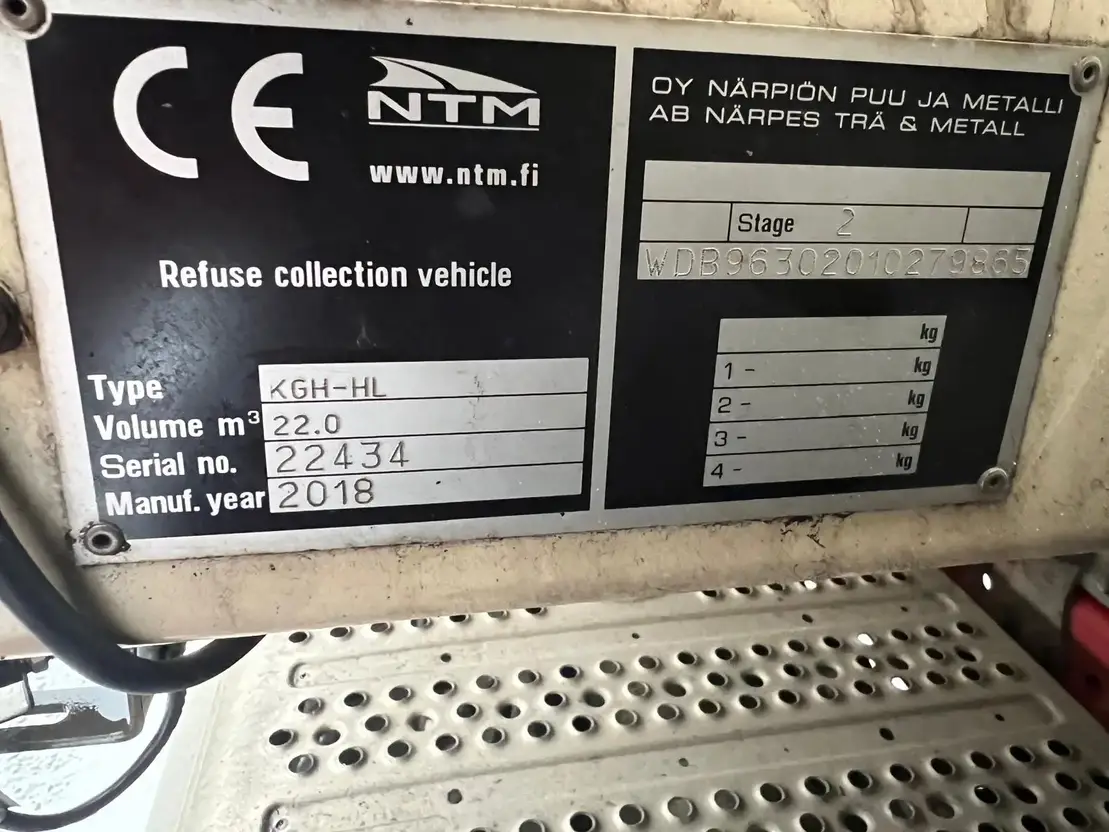 CE
NTM
www.ntm.fi
Refuse collection vehicle
Type KGH-HL
Volume m³ 22.0
Serial no. 22434
Manuf. year 2018
OY NÄRPIÖN PUU JA METALLI
AB NÄRPES TRÄ & METALL
Stage 2
WDB96302010279865
kg
1 - kg
2 - kg
3 - kg
4 - kg